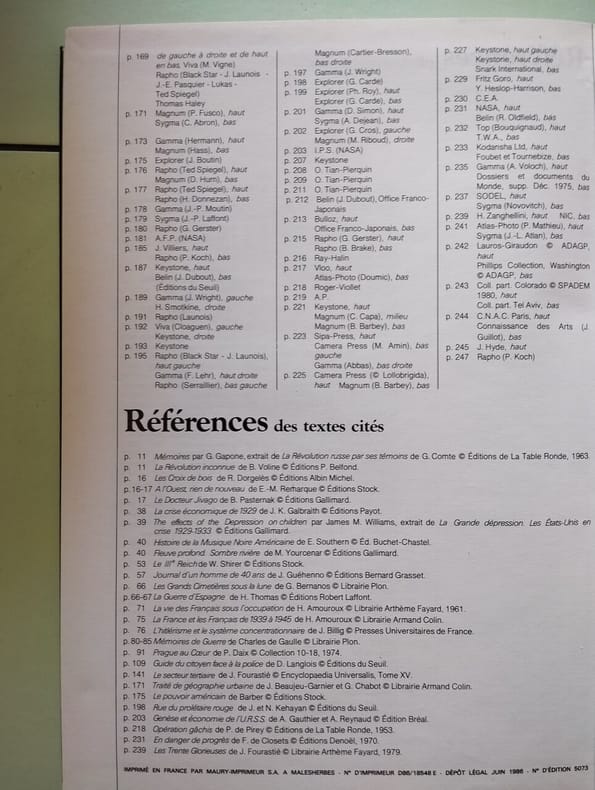 p. 169 de gauche à droite et de haut
en bas, Viva (M. Vigne)
Rapho (Black Star - J. Launois -
J.-E. Pasquier - Lukas -
Ted Spiegel)
Thomas Haley
p. 171 Magnum (P. Fusco), haut
Sygma (C. Abron), bas
p. 173 Gamma (Hermann), haut
Magnum (Hass), bas
p. 175 Explorer (J. Boutin)
p. 176 Rapho (Ted Spiegel), haut
Magnum (D. Hurn), bas
p. 177 Rapho (Ted Spiegel), haut
Rapho (H. Donnezan), bas
p. 178 Gamma (J.-P. Moutin)
p. 179 Sygma (J.-P. Laffont)
p. 180 Rapho (G. Gerster)
p. 181 A.F.P. (NASA)
p. 185 J. Villiers, haut
Rapho (P. Koch), bas
p. 187 Keystone, haut
Belin (J. Dubout), bas
(Éditions du Seuil)
p. 189 Gamma (J. Wright), gauche
H. Smotkine, droite
p. 191 Rapho (Launois)
p. 192 Viva (Cloaguen), gauche
Keystone, droite
p. 193 Keystone
p. 195 Rapho (Black Star - J. Launois),
haut gauche
Gamma (F. Lehr), haut droite
Rapho (Serraillier), bas gauche
Magnum (Cartier-Bresson),
bas droite
p. 197 Gamma (J. Wright)
p. 198 Explorer (G. Carde)
p. 199 Explorer (Ph. Roy), haut
Explorer (G. Carde), bas
p. 201 Gamma (D. Simon), haut
Sygma (A. Dejean), bas
p. 202 Explorer (G. Cros), gauche
Magnum (M. Riboud), droite
p. 203 I.P.S. (NASA)
p. 207 Keystone
p. 208 O. Tian-Pierquin
p. 209 O. Tian-Pierquin
p. 211 O. Tian-Pierquin
p. 212 Belin (J. Dubout), Office Franco-
Japonais
p. 213 Bulloz, haut
Office Franco-Japonais, bas
p. 215 Rapho (G. Gerster), haut
Rapho (B. Brake), bas
p. 216 Ray-Halin
p. 217 Vloo, haut
Atlas-Photo (Doumic), bas
p. 218 Roger-Viollet
p. 219 A.P.
p. 221 Keystone, haut
Magnum (C. Capa), milieu
Magnum (B. Barbey), bas
p. 223 Sipa-Press, haut
Camera Press (M. Amin), bas
gauche
Gamma (Abbas), bas droite
p. 225 Camera Press (© Lollobrigida),
haut Magnum (B. Barbey), bas
p. 227 Keystone, haut gauche
Keystone, haut droite
Snark International, bas
p. 229 Fritz Goro, haut
Y. Heslop-Harrison, bas
p. 230 C.E.A.
p. 231 NASA, haut
Belin (R. Oldfield), bas
p. 232 Top (Bouquignaud), haut
T.W.A., bas
p. 233 Kodansha Ltd, haut
Foubet et Tournebize, bas
p. 235 Gamma (A. Voloch), haut
Dossiers et documents du
Monde, supp. Déc. 1975, bas
p. 237 SODEL, haut
Sygma (Novovitch), bas
p. 239 H. Zanghellini, haut NIC, bas
p. 241 Atlas-Photo (P. Mathieu), haut
Sygma (J.-L. Atlan), bas
p. 242 Lauros-Giraudon © ADAGP,
haut
Phillips Collection, Washington
© ADAGP, bas
p. 243 Coll. part. Colorado © SPADEM
1980, haut
Coll. part. Tel Aviv, bas
p. 244 C.N.A.C. Paris, haut
Connaissance des Arts (J.
Guillot), bas
p. 245 J. Hyde, haut
p. 247 Rapho (P. Koch)
Références des textes cités
p. 11 Mémoires par G. Gapone, extrait de La Révolution russe par ses témoins de G. Comte © Éditions de La Table Ronde, 1963.
p. 11 La Révolution inconnue de B. Voline © Éditions P. Belfond.
p. 16 Les Croix de bois de R. Dorgelès © Éditions Albin Michel.
p.16-17 A l'Ouest, rien de nouveau de E.-M. Remarque © Éditions Stock.
p. 17 Le Docteur Jivago de B. Pasternak © Éditions Gallimard.
p. 38 La crise économique de 1929 de J.K. Galbraith © Éditions Payot.
p. 39 The effects of the Depression on children par James M. Williams, extrait de La Grande dépression. Les États-Unis en
crise 1929-1933 © Éditions Gallimard.
p. 40 Histoire de la Musique Noire Américaine de E. Southern © Éd. Buchet-Chastel.
p. 40 Fleuve profond. Sombre rivière de M. Yourcenar © Éditions Gallimard.
p. 53 Le IIIe Reich de W. Shirer © Éditions Stock.
p. 57 Journal d'un homme de 40 ans de J. Guéhenno © Éditions Bernard Grasset.
p. 66 Les Grands Cimetières sous la lune de G. Bernanos © Librairie Plon.
p.66-67 La Guerre d'Espagne de H. Thomas © Éditions Robert Laffont.
p. 71 La vie des Français sous l'occupation de H. Amouroux © Librairie Arthème Fayard, 1961.
p. 75 La France et les Français de 1939 à 1945 de H. Amouroux © Librairie Armand Colin.
p. 76 L'hitlérisme et le système concentrationnaire de J. Billig © Presses Universitaires de France.
p.80-85 Mémoires de Guerre de Charles de Gaulle © Librairie Plon.
p. 91 Prague au Cœur de P. Daix © Collection 10-18, 1974.
p. 109 Guide du citoyen face à la police de D. Langlois © Éditions du Seuil.
p. 141 Le secteur tertiaire de J. Fourastié © Encyclopaedia Universalis, Tome XV.
p. 171 Traité de géographie urbaine de J. Beaujeu-Garnier et G. Chabot © Librairie Armand Colin.
p. 175 Le pouvoir américain de Barber © Éditions Stock.
p. 198 Rue du prolétaire rouge de J. et N. Kehayan © Éditions du Seuil.
p. 203 Genèse et économie de l'U.R.S.S. de A. Gauthier et A. Reynaud © Édition Bréal.
p. 218 Opération gâchis de P. de Pirey © Éditions de La Table Ronde, 1953.
p. 231 En danger de progrès de F. de Closets © Éditions Denoël, 1970.
p. 239 Les Trente Glorieuses de J. Fourastié © Librairie Arthème Fayard, 1979.
IMPRIMÉ EN FRANCE PAR MAURY-IMPRIMEUR S.A. A MALESHERBES - N° D'IMPRIMEUR D86/18548 E - DÉPÔT LÉGAL JUIN 1986 - N° D'ÉDITION 5073